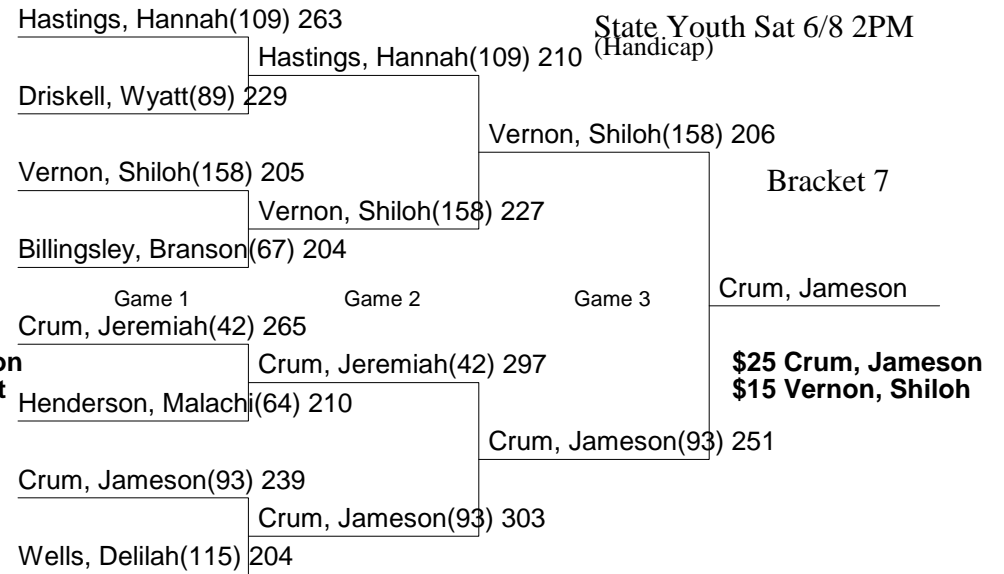 Hastings, Hannah(109) 263
State Youth Sat 6/8 2PM
(Handicap)
Hastings, Hannah(109) 210
Driskell, Wyatt(89) 229
Vernon, Shiloh(158) 206
Vernon, Shiloh(158) 205
Bracket 7
Vernon, Shiloh(158) 227
Billingsley, Branson(67) 204
Game 1
Game 2
Game 3
Crum, Jameson
Crum, Jeremiah(42) 265
on
Crum, Jeremiah(42) 297
$25 Crum, Jameson
t
$15 Vernon, Shiloh
Henderson, Malachi(64) 210
Crum, Jameson(93) 251
Crum, Jameson(93) 239
Crum, Jameson(93) 303
Wells, Delilah(115) 204